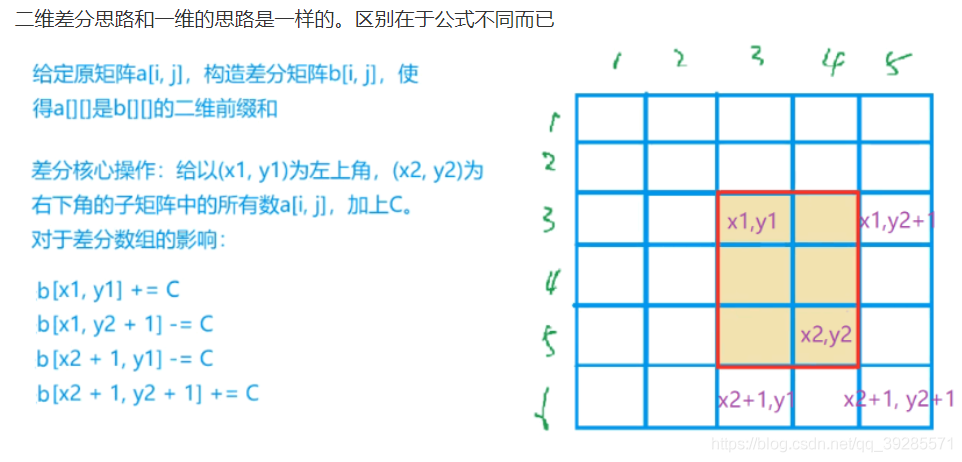 二维差分思路和一维的思路是一样的。区别在于公式不同而已
给定原矩阵a[i, j]，构造差分矩阵b[i, j]，使
得a[][]是b[][]的二维前缀和
差分核心操作：给以(x1, y1)为左上角，(x2, y2)为
右下角的子矩阵中的所有数a[i, j]，加上C。
对于差分数组的影响：
b[x1, y1] += C
b[x1, y2 + 1] -= C
b[x2 + 1, y1] -= C
b[x2 + 1, y2 + 1] += C
1 2 3 4 5
1
2
3 x1,y1 x1,y2+1
4
5 x2,y2
x2+1,y1 x2+1, y2+1
https://blog.csdn.net/qq_39285571